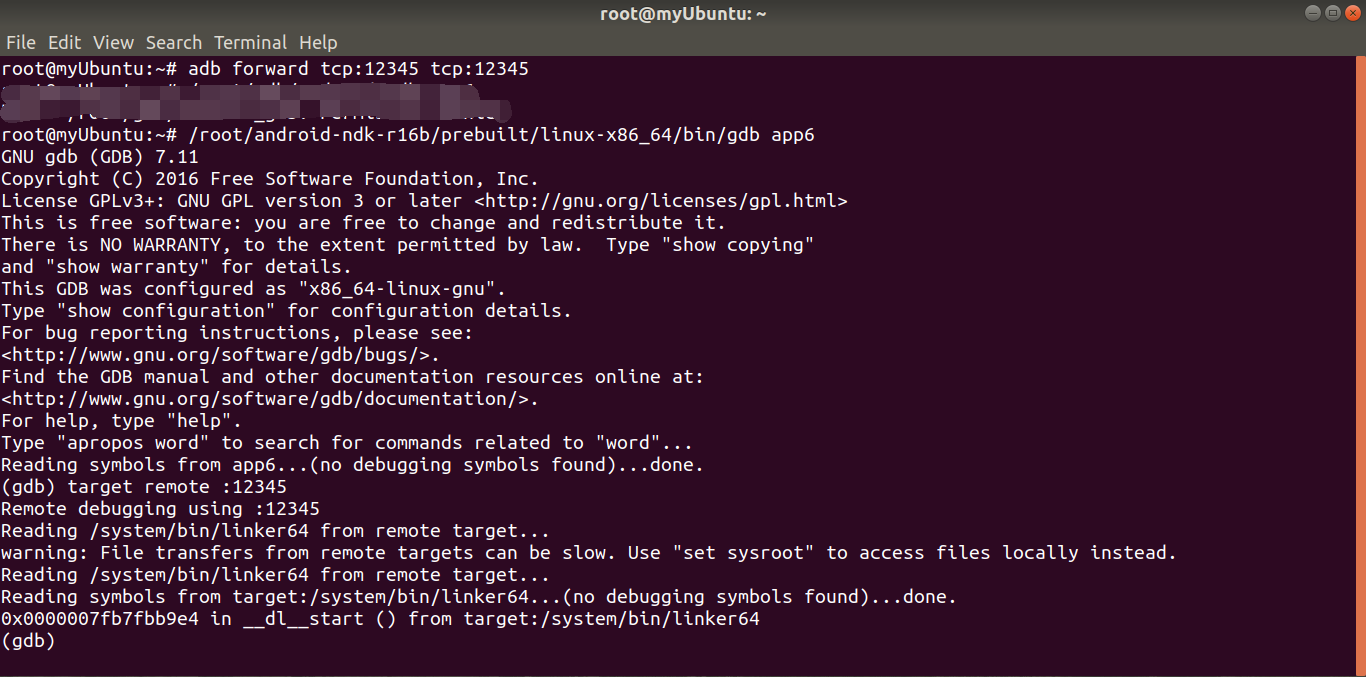 root@myUbuntu: ~
File Edit View Search Terminal Help
root@myUbuntu:~# adb forward tcp:12345 tcp:12345
root@myUbuntu:~# /root/android-ndk-r16b/prebuilt/linux-x86_64/bin/gdb app6
GNU gdb (GDB) 7.11
Copyright (C) 2016 Free Software Foundation, Inc.
License GPLv3+: GNU GPL version 3 or later <http://gnu.org/licenses/gpl.html>
This is free software: you are free to change and redistribute it.
There is NO WARRANTY, to the extent permitted by law.  Type "show copying"
and "show warranty" for details.
This GDB was configured as "x86_64-linux-gnu".
Type "show configuration" for configuration details.
For bug reporting instructions, please see:
<http://www.gnu.org/software/gdb/bugs/>.
Find the GDB manual and other documentation resources online at:
<http://www.gnu.org/software/gdb/documentation/>.
For help, type "help".
Type "apropos word" to search for commands related to "word"...
Reading symbols from app6...(no debugging symbols found)...done.
(gdb) target remote :12345
Remote debugging using :12345
Reading /system/bin/linker64 from remote target...
warning: File transfers from remote targets can be slow. Use "set sysroot" to access files locally instead.
Reading /system/bin/linker64 from remote target...
Reading symbols from target:/system/bin/linker64...(no debugging symbols found)...done.
0x0000007fb7fbb9e4 in __dl__start () from target:/system/bin/linker64
(gdb)